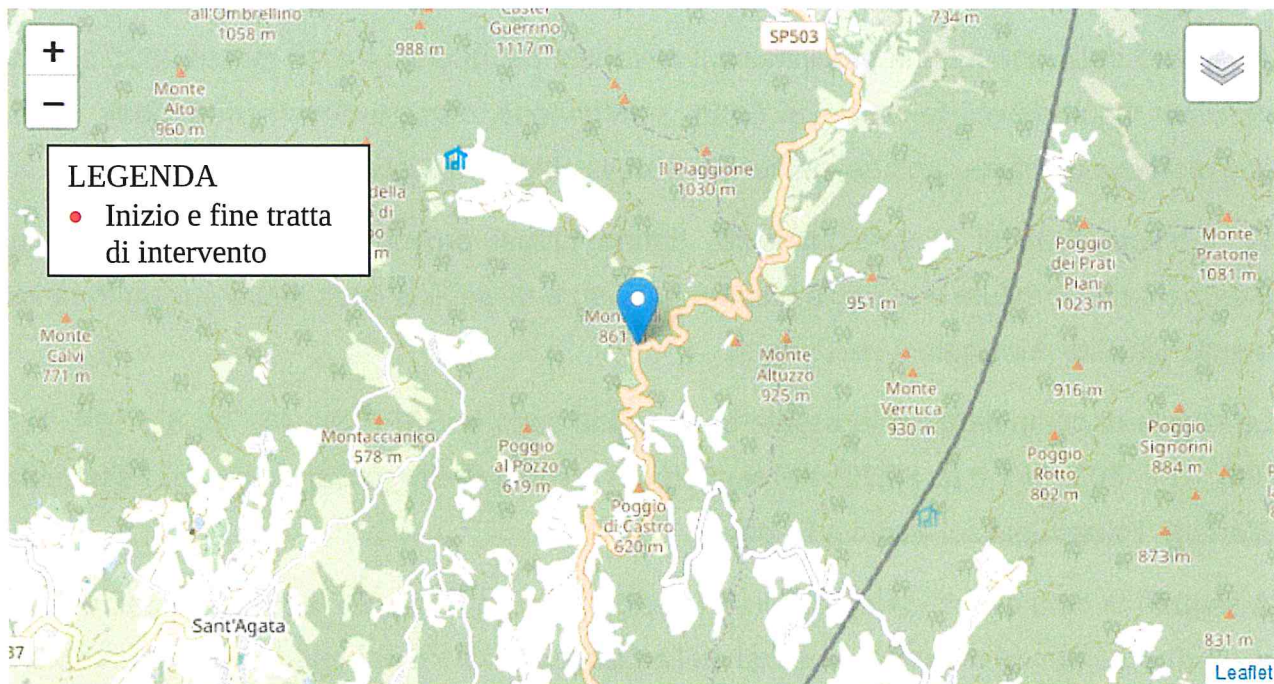 all'Ombrellino
1058 m
988 m
Guerrino
1117 m
734 m
SP503
+
−
Monte
Alto
960 m
LEGENDA
Inizio e fine tratta
di intervento
della
di
m
Il Piaggione
1030 m
Poggio
dei Prati
Piani
1023 m
Monte
Pratone
1081 m
951 m
861
Monte
Calvi
771 m
Monte
Altuzzo
925 m
Monte
Verruca
930 m
916 m
Montaccianico
578 m
Poggio
al Pozzo
619 m
Poggio
Rotto
802 m
Poggio
Signorini
884 m
Poggio
di Castro
620 m
873 m
Sant'Agata
37
831 m
Leaflet